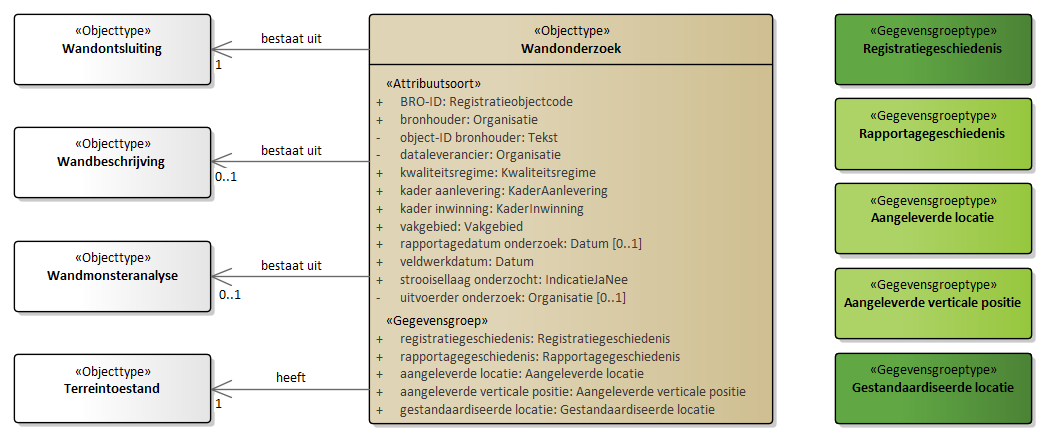 «Objecttype»
Wandontsluiting
bestaat uit
1
«Objecttype»
Wandbeschrijving
bestaat uit
0..1
«Objecttype»
Wandmonsteranalyse
bestaat uit
0..1
«Objecttype»
Terreintoestand
heeft
1
«Objecttype»
Wandonderzoek
«Attribuutsoort»
+ BRO-ID: Registratieobjectcode
+ bronhouder: Organisatie
- object-ID bronhouder: Tekst
- dataleverancier: Organisatie
+ kwaliteitsregime: Kwaliteitsregime
+ kader aanlevering: KaderAanlevering
+ kader inwinning: KaderInwinning
+ vakgebied: Vakgebied
+ rapportagedatum onderzoek: Datum [0..1]
+ veldwerkdatum: Datum
+ strooisellaag onderzocht: IndicatieJaNee
- uitvoerder onderzoek: Organisatie [0..1]
«Gegevensgroep»
+ registratiegeschiedenis: Registratiegeschiedenis
+ rapportagegeschiedenis: Rapportagegeschiedenis
+ aangeleverde locatie: Aangeleverde locatie
+ aangeleverde verticale positie: Aangeleverde verticale positie
+ gestandaardiseerde locatie: Gestandaardiseerde locatie
«Gegevensgroeptype»
Registratiegeschiedenis
«Gegevensgroeptype»
Rapportagegeschiedenis
«Gegevensgroeptype»
Aangeleverde locatie
«Gegevensgroeptype»
Aangeleverde verticale positie
«Gegevensgroeptype»
Gestandaardiseerde locatie